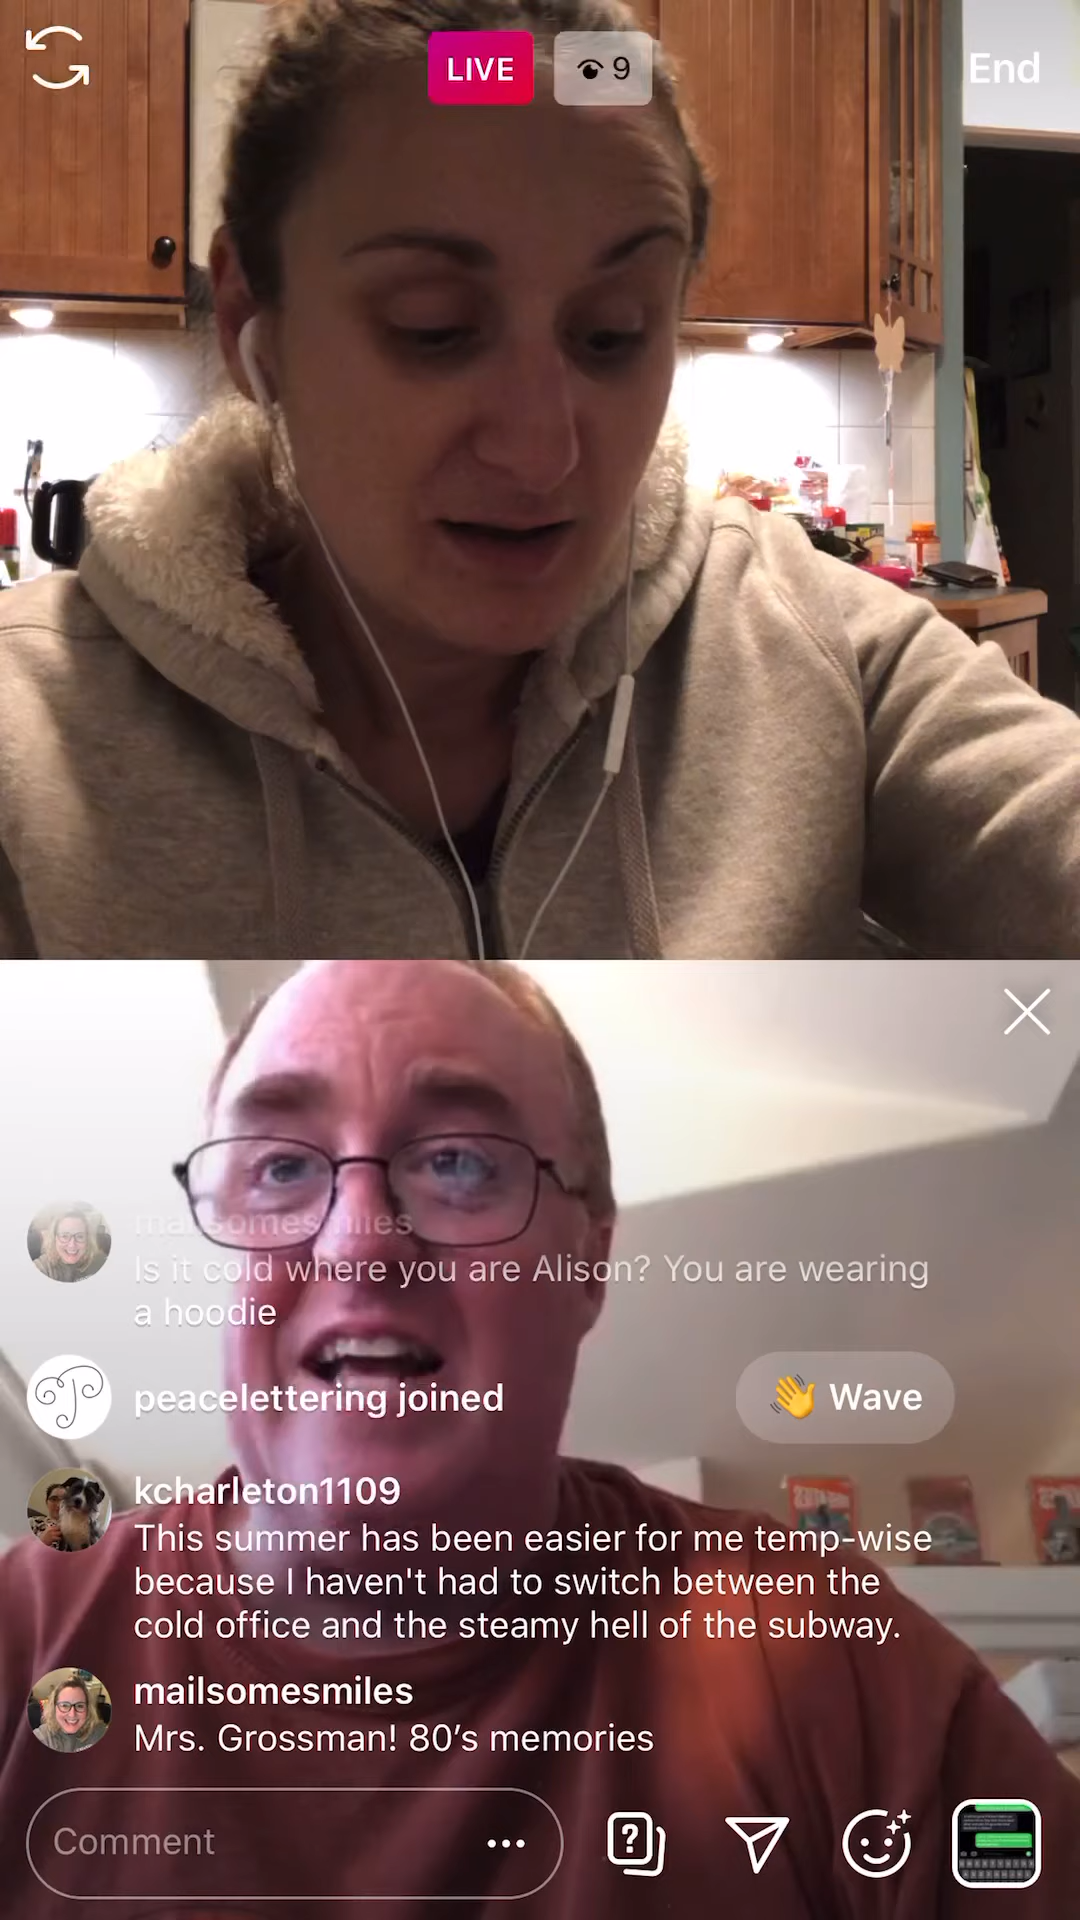 LIVE
9
End
mailsomesmiles
Is it cold where you are Alison? You are wearing
a hoodie
peacelettering joined
Wave
kcharleton1109
This summer has been easier for me temp-wise
because I haven't had to switch between the
cold office and the steamy hell of the subway.
mailsomesmiles
Mrs. Grossman! 80’s memories
Comment